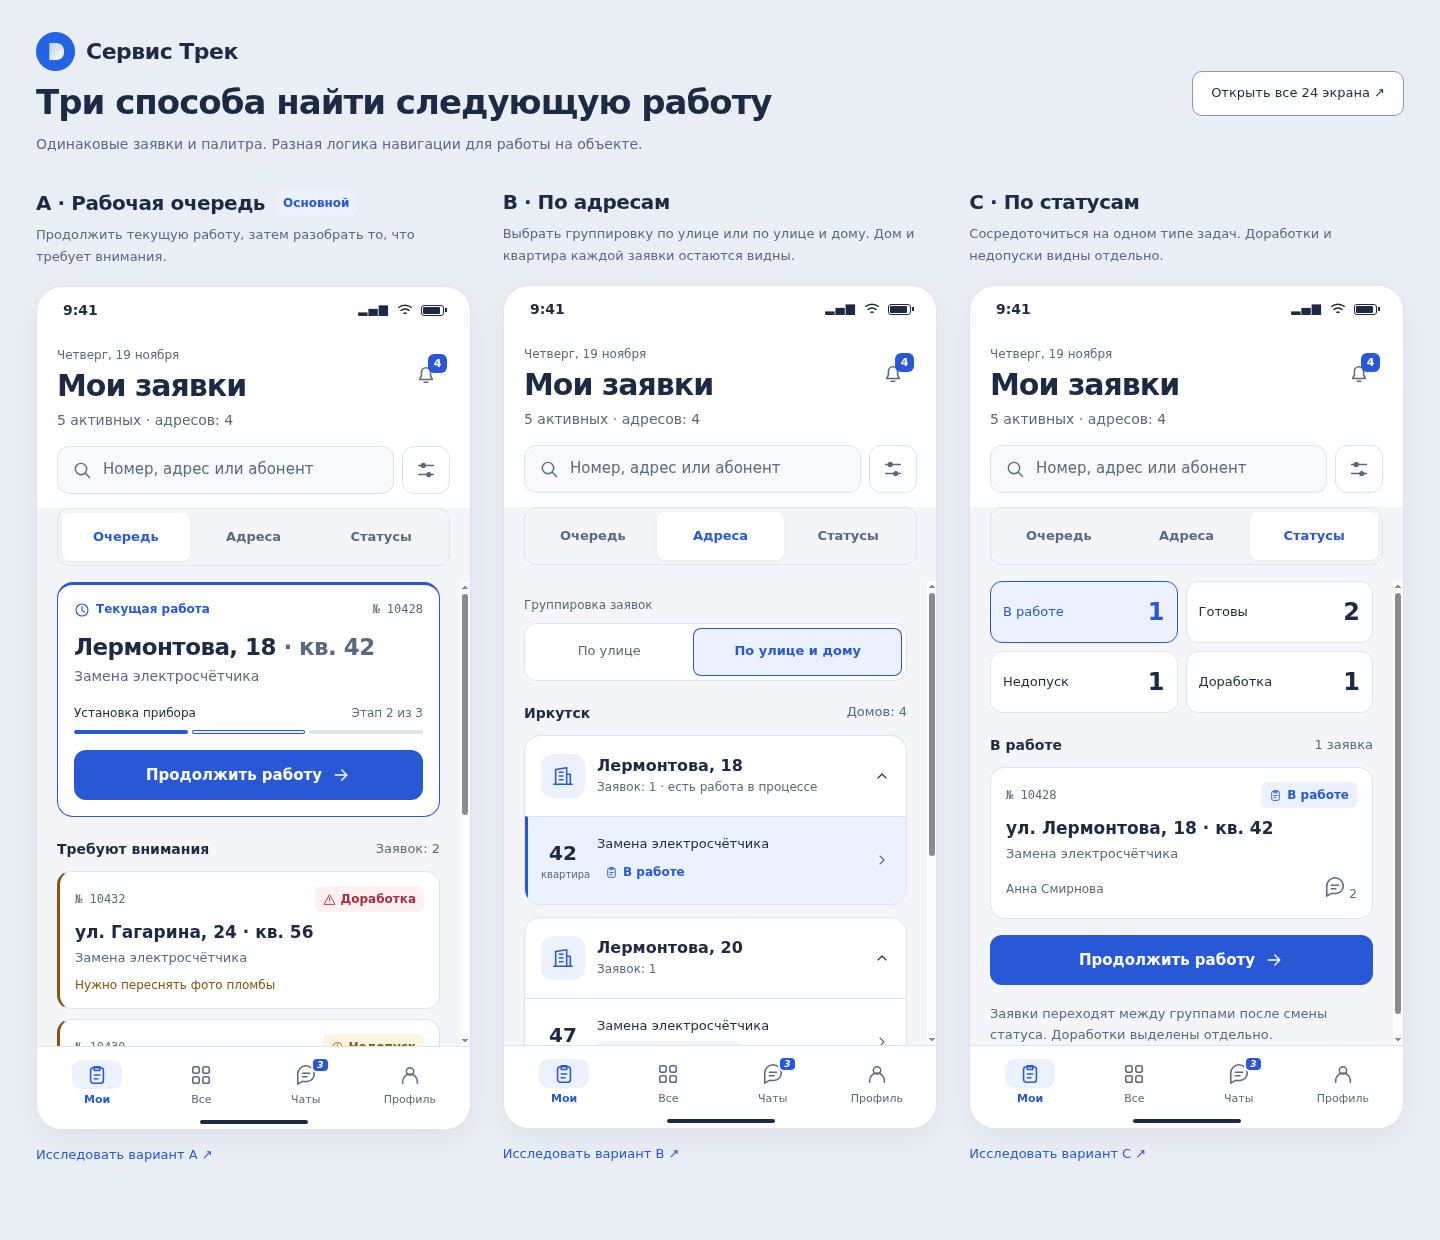 Сервис Трек
Три способа найти следующую работу
Одинаковые заявки и палитра. Разная логика навигации для работы на объекте.
Открыть все 24 экрана ↗
A · Рабочая очередь Основной
Продолжить текущую работу, затем разобрать то, что
требует внимания.
9:41
Четверг, 19 ноября
4
Мои заявки
5 активных · адресов: 4
Номер, адрес или абонент
Очередь Адреса Статусы
Текущая работа № 10428
Лермонтова, 18 · кв. 42
Замена электросчётчика
Установка прибора Этап 2 из 3
Продолжить работу →
Требуют внимания Заявок: 2
№ 10432 Доработка
ул. Гагарина, 24 · кв. 56
Замена электросчётчика
Нужно переснять фото пломбы
№ 10430 Недопуск
3
Мои Все Чаты Профиль
Исследовать вариант A ↗
B · По адресам
Выбрать группировку по улице или по улице и дому. Дом и
квартира каждой заявки остаются видны.
9:41
Четверг, 19 ноября
4
Мои заявки
5 активных · адресов: 4
Номер, адрес или абонент
Очередь Адреса Статусы
Группировка заявок
По улице По улице и дому
Иркутск Домов: 4
Лермонтова, 18
Заявок: 1 · есть работа в процессе
42
квартира
Замена электросчётчика
В работе
Лермонтова, 20
Заявок: 1
47
Замена электросчётчика
3
Мои Все Чаты Профиль
Исследовать вариант B ↗
C · По статусам
Сосредоточиться на одном типе задач. Доработки и
недопуски видны отдельно.
9:41
Четверг, 19 ноября
4
Мои заявки
5 активных · адресов: 4
Номер, адрес или абонент
Очередь Адреса Статусы
В работе 1 Готовы 2
Недопуск 1 Доработка 1
В работе 1 заявка
№ 10428 В работе
ул. Лермонтова, 18 · кв. 42
Замена электросчётчика
Анна Смирнова 2
Продолжить работу →
Заявки переходят между группами после смены
статуса. Доработки выделены отдельно.
3
Мои Все Чаты Профиль
Исследовать вариант C ↗